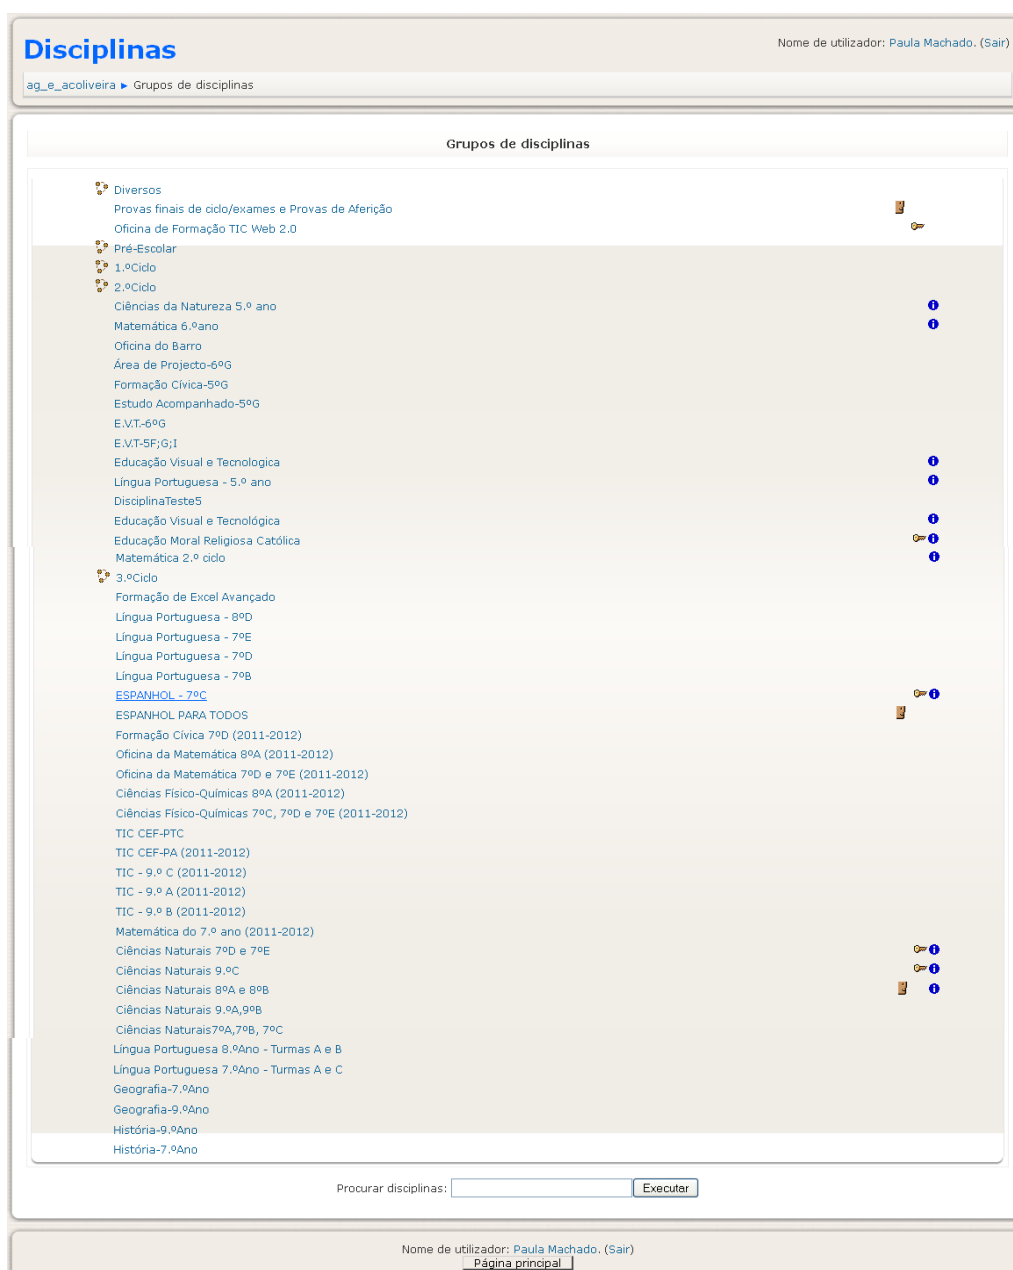 Disciplinas
Nome de utilizador: Paula Machado. (Sair)
ag_e_acoliveira ► Grupos de disciplinas
Grupos de disciplinas
Diversos
Provas finais de ciclo/exames e Provas de Aferição
Oficina de Formação TIC Web 2.0
Pré-Escolar
1.ºCiclo
2.ºCiclo
Ciências da Natureza 5.º ano
Matemática 6.ºano
Oficina do Barro
Área de Projecto-6ºG
Formação Cívica-5ºG
Estudo Acompanhado-5ºG
E.V.T.-6ºG
E.V.T-5F;G;I
Educação Visual e Tecnologica
Língua Portuguesa - 5.º ano
DisciplinaTeste5
Educação Visual e Tecnológica
Educação Moral Religiosa Católica
Matemática 2.º ciclo
3.ºCiclo
Formação de Excel Avançado
Língua Portuguesa - 8ºD
Língua Portuguesa - 7ºE
Língua Portuguesa - 7ºD
Língua Portuguesa - 7ºB
ESPANHOL - 7ºC
ESPANHOL PARA TODOS
Formação Cívica 7ºD (2011-2012)
Oficina da Matemática 8ºA (2011-2012)
Oficina da Matemática 7ºD e 7ºE (2011-2012)
Ciências Físico-Químicas 8ºA (2011-2012)
Ciências Físico-Químicas 7ºC, 7ºD e 7ºE (2011-2012)
TIC CEF-PTC
TIC CEF-PA (2011-2012)
TIC - 9.º C (2011-2012)
TIC - 9.º A (2011-2012)
TIC - 9.º B (2011-2012)
Matemática do 7.º ano (2011-2012)
Ciências Naturais 7ºD e 7ºE
Ciências Naturais 9.ºC
Ciências Naturais 8ºA e 8ºB
Ciências Naturais 9.ºA,9ºB
Ciências Naturais7ºA,7ºB, 7ºC
Língua Portuguesa 8.ºAno - Turmas A e B
Língua Portuguesa 7.ºAno - Turmas A e C
Geografia-7.ºAno
Geografia-9.ºAno
História-9.ºAno
História-7.ºAno
Procurar disciplinas: Executar
Nome de utilizador: Paula Machado. (Sair)
Página principal